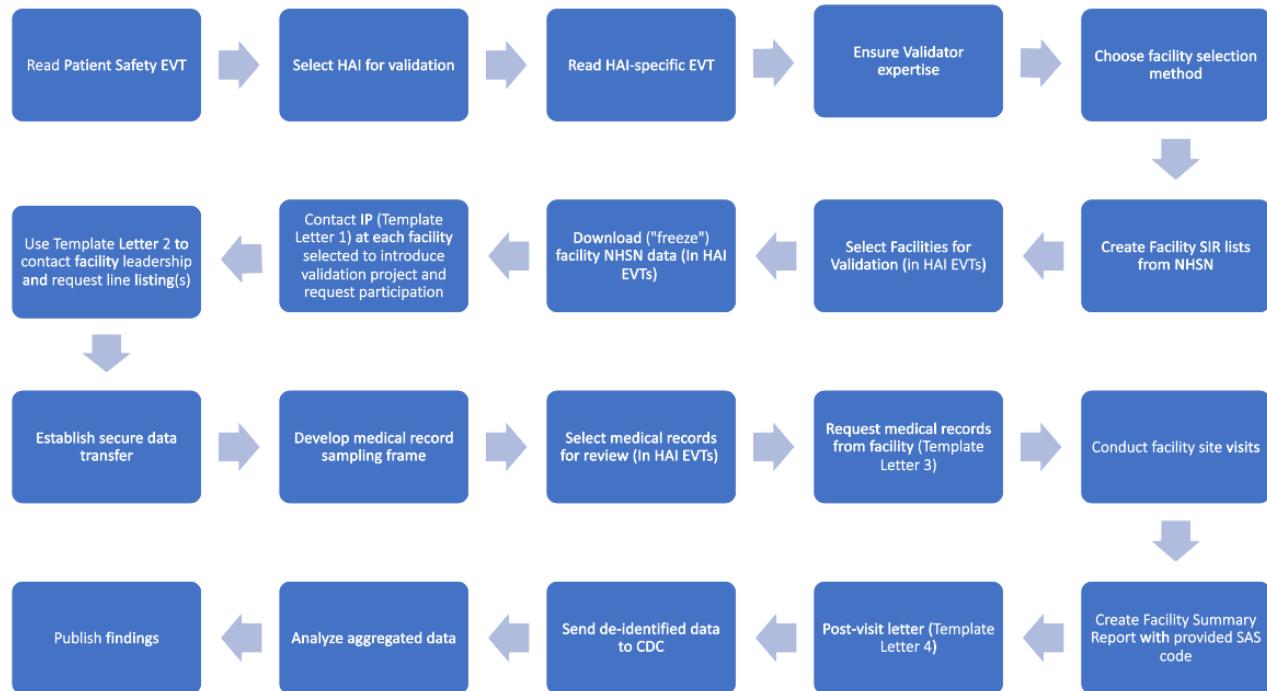 Read Patient Safety EVT
Select HAI for validation
Read HAI-specific EVT
Ensure Validator
expertise
Choose facility selection
method
Create Facility SIR lists
from NHSN
Select Facilities for
Validation (in HAI EVTs)
Download ("freeze")
facility NHSN data (In HAI
EVTs)
Contact IP (Template
Letter 1) at each facility
selected to introduce
validation project and
request participation
Use Template Letter 2 to
contact facility leadership
and request line listing(s)
Establish secure data
transfer
Develop medical record
sampling frame
Select medical records
for review (In HAI EVTs)
Request medical records
from facility (Template
Letter 3)
Conduct facility site visits
Create Facility Summary
Report with provided SAS
code
Post-visit letter (Template
Letter 4)
Send de-identified data
to CDC
Analyze aggregated data
Publish findings